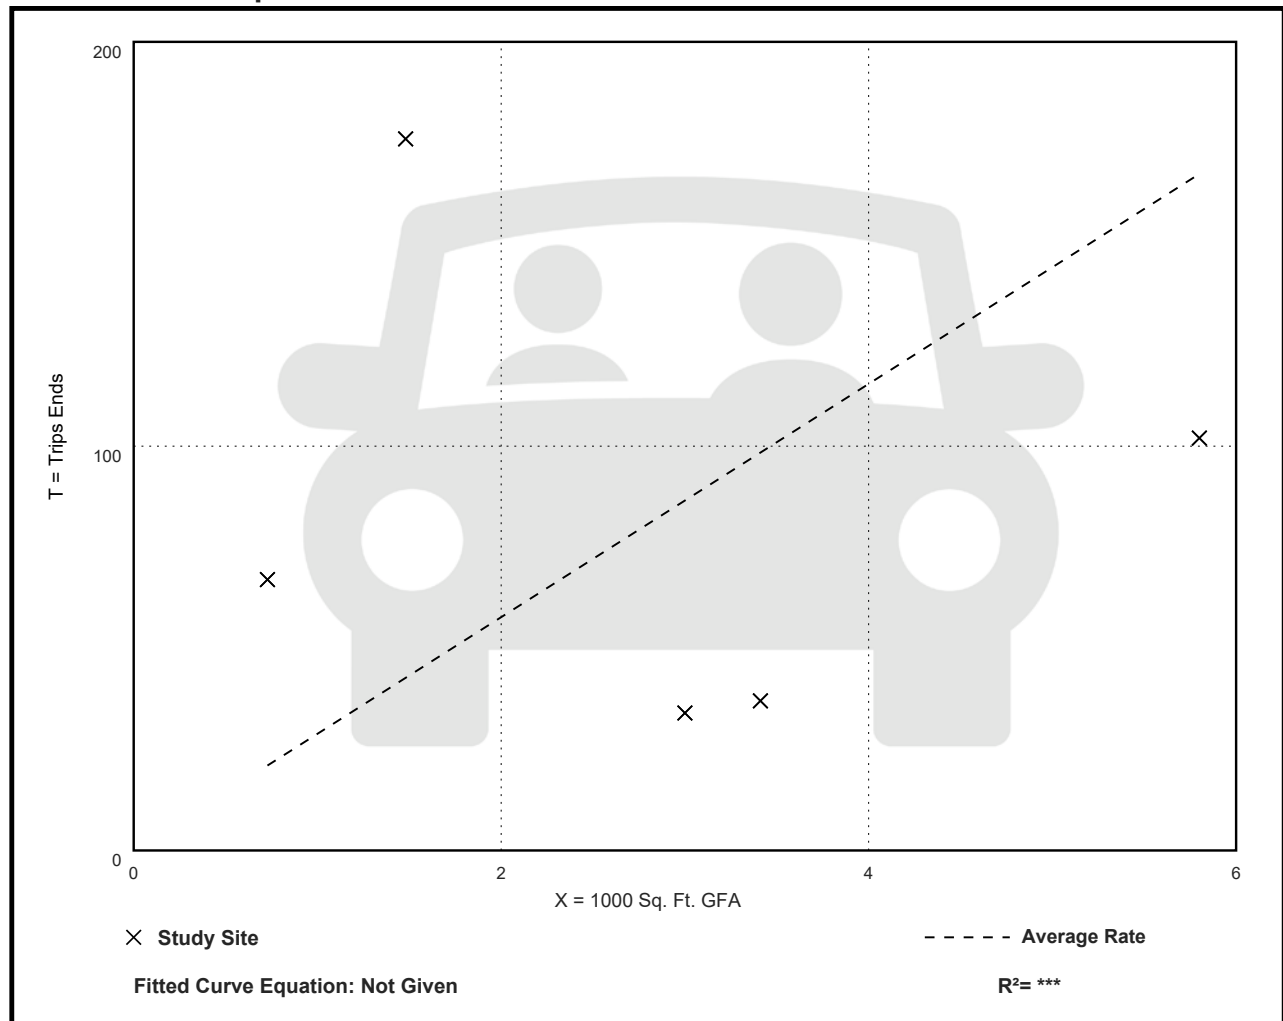 200
100
0
T = Trips Ends
0 2 4 6
X = 1000 Sq. Ft. GFA
Study Site
Average Rate
Fitted Curve Equation: Not Given
R²= ***